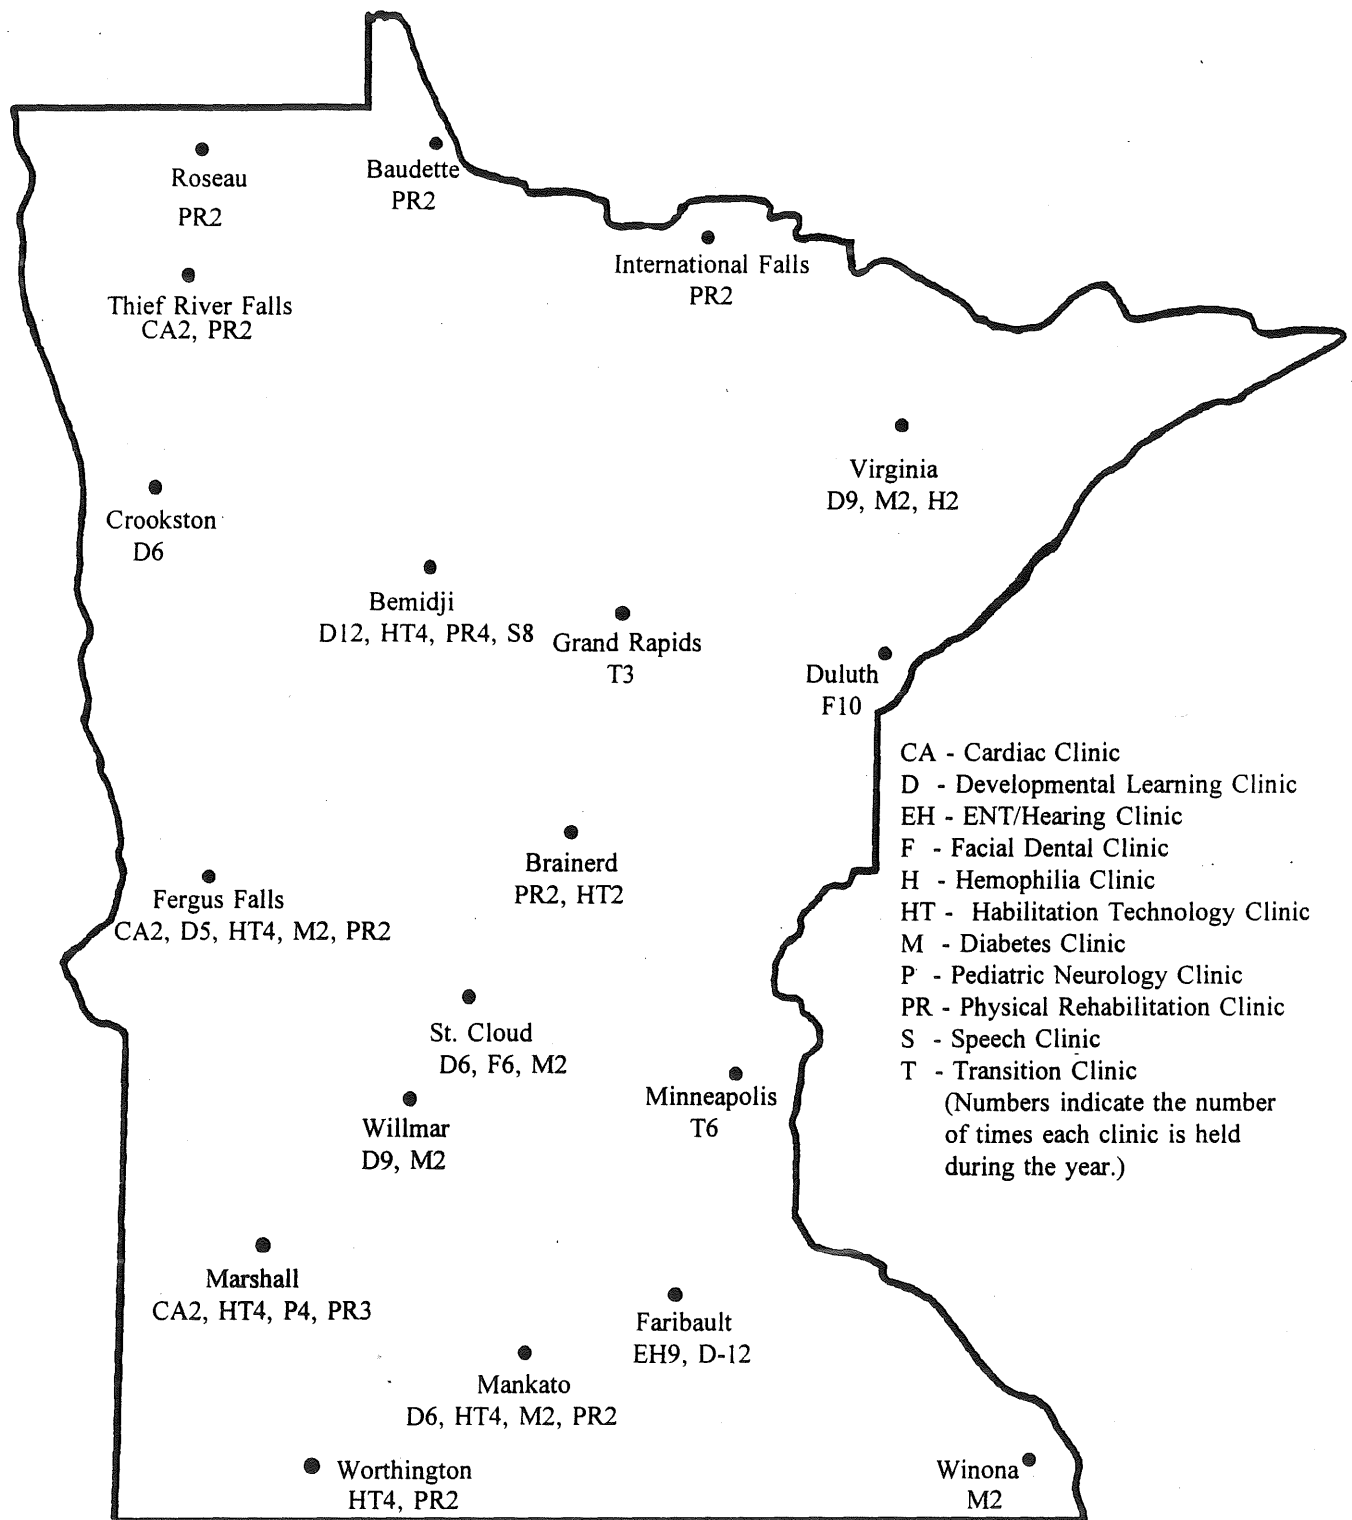 Roseau
PR2
Baudette
PR2
International Falls
PR2
Thief River Falls
CA2, PR2
Virginia
D9, M2, H2
Crookston
D6
Bemidji
D12, HT4, PR4, S8
Grand Rapids
T3
Duluth
F10
CA - Cardiac Clinic
D - Developmental Learning Clinic
EH - ENT/Hearing Clinic
F - Facial Dental Clinic
H - Hemophilia Clinic
HT - Habilitation Technology Clinic
M - Diabetes Clinic
P - Pediatric Neurology Clinic
PR - Physical Rehabilitation Clinic
S - Speech Clinic
T - Transition Clinic
(Numbers indicate the number
of times each clinic is held
during the year.)
Brainerd
PR2, HT2
Fergus Falls
CA2, D5, HT4, M2, PR2
St. Cloud
D6, F6, M2
Minneapolis
T6
Willmar
D9, M2
Marshall
CA2, HT4, P4, PR3
Faribault
EH9, D-12
Mankato
D6, HT4, M2, PR2
Worthington
HT4, PR2
Winona
M2